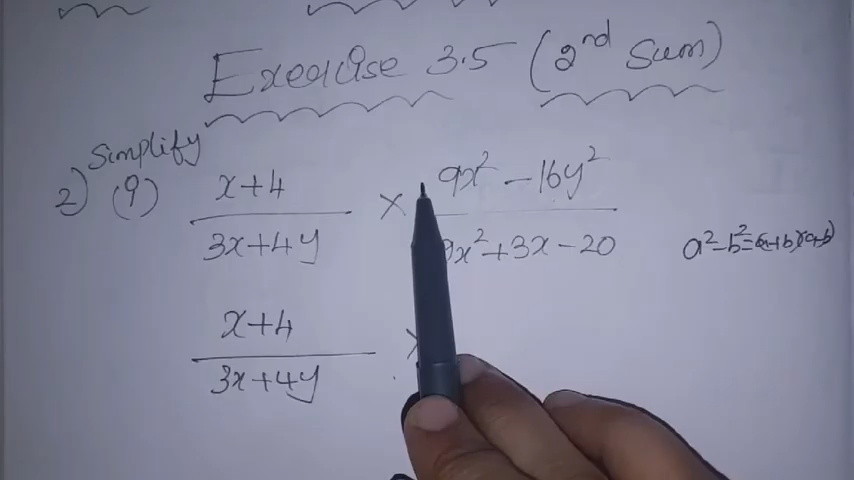 Exercise 3.5 (2nd Sum)
Simplify
2) (9) x+4 / 3x+4y × 9x² - 16y² / x² + 3x - 20
a² - b² = (a+b)(a-b)
x+4 / 3x+4y ×